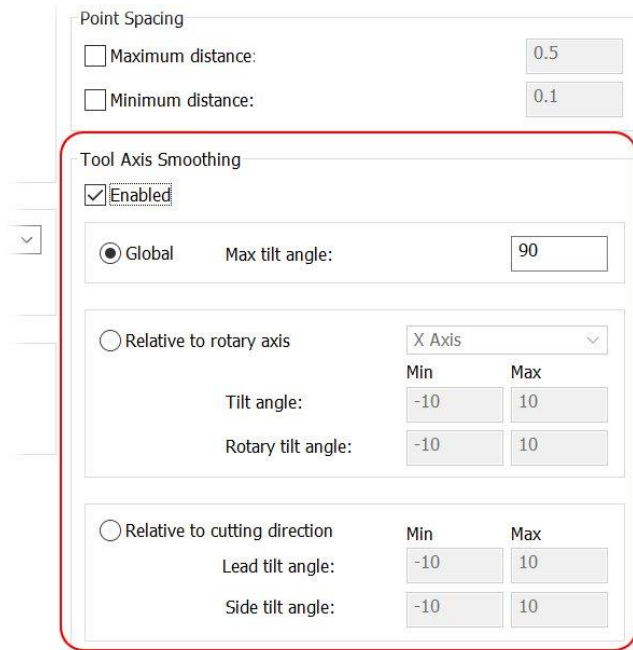 Point Spacing
Maximum distance: 0.5
Minimum distance: 0.1
Tool Axis Smoothing
Enabled
Global Max tilt angle: 90
Relative to rotary axis X Axis
Min Max
Tilt angle: -10 10
Rotary tilt angle: -10 10
Relative to cutting direction Min Max
Lead tilt angle: -10 10
Side tilt angle: -10 10